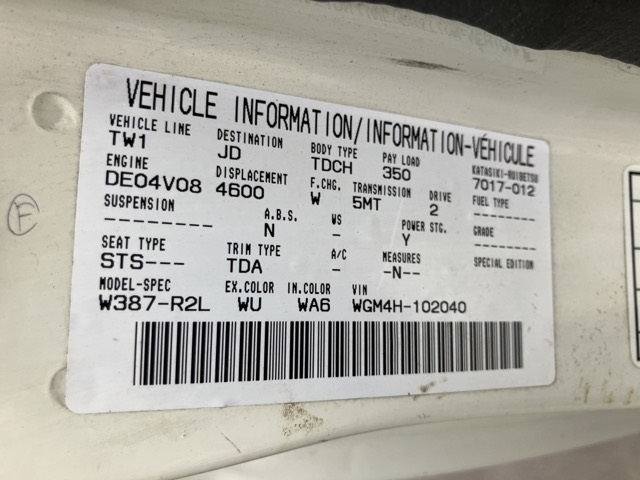 VEHICLE INFORMATION/INFORMATION-VÉHICULE
VEHICLE LINE DESTINATION BODY TYPE PAY LOAD KATASIKI-RUIBETSU
TW1 JD TDCH 350 7017-012
ENGINE DISPLACEMENT F.CHG. TRANSMISSION DRIVE FUEL TYPE
DE04V08 4600 W 5MT 2 ---
SUSPENSION A.B.S. WS POWER STG. GRADE
--- N - Y ---
SEAT TYPE TRIM TYPE A/C MEASURES SPECIAL EDITION
STS--- TDA - -N--
MODEL-SPEC EX.COLOR IN.COLOR VIN
W387-R2L WU WA6 WGM4H-102040
F